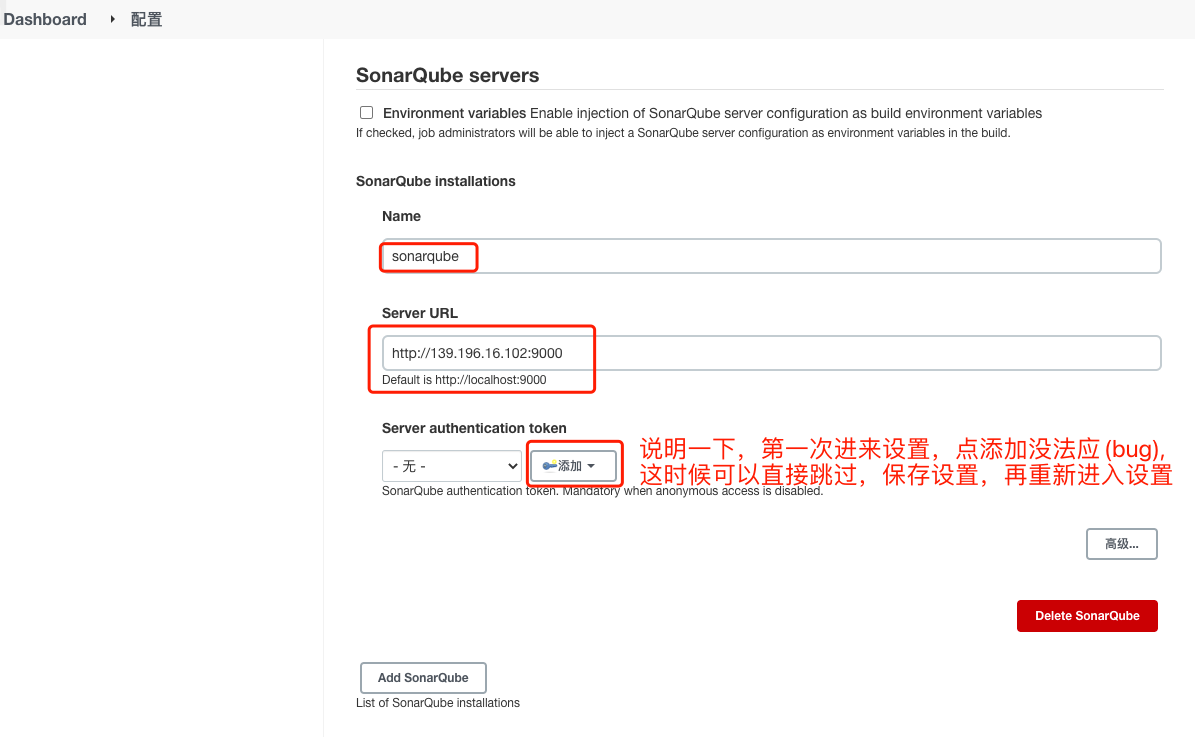 Dashboard 配置
SonarQube servers
Environment variables Enable injection of SonarQube server configuration as build environment variables
If checked, job administrators will be able to inject a SonarQube server configuration as environment variables in the build.
SonarQube installations
Name
sonarqube
Server URL
http://139.196.16.102:9000
Default is http://localhost:9000
Server authentication token
- 无 -
添加
说明一下，第一次进来设置，点添加没法应 (bug),
这时候可以直接跳过，保存设置，再重新进入设置
SonarQube authentication token. Mandatory when anonymous access is disabled.
高级...
Delete SonarQube
Add SonarQube
List of SonarQube installations